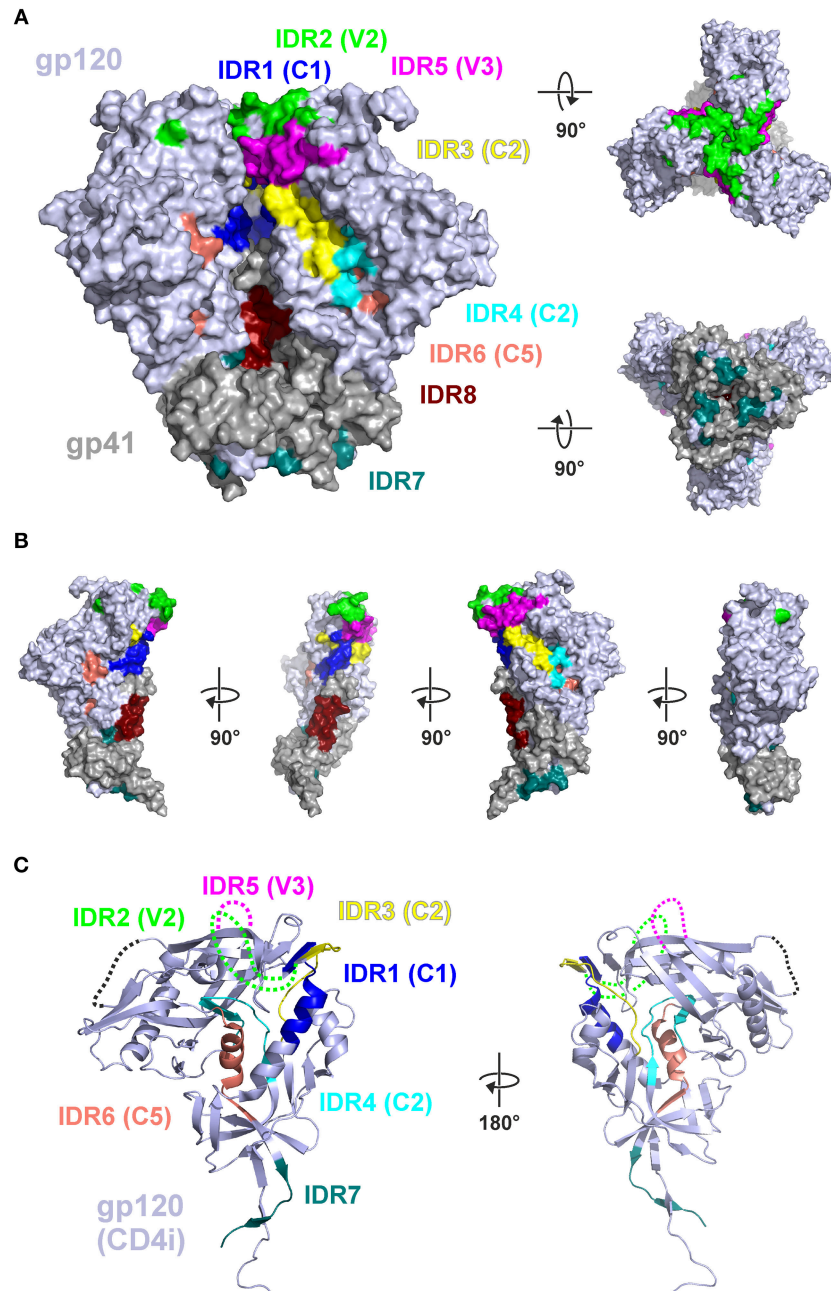 A
gp120
IDR2 (V2)
IDR1 (C1)
IDR5 (V3)
IDR3 (C2)
90°
IDR4 (C2)
IDR6 (C5)
IDR8
gp41
IDR7
90°
B
90°
90°
90°
C
IDR5 (V3)
IDR2 (V2)
IDR3 (C2)
IDR1 (C1)
IDR6 (C5)
IDR4 (C2)
180°
IDR7
gp120
(CD4i)